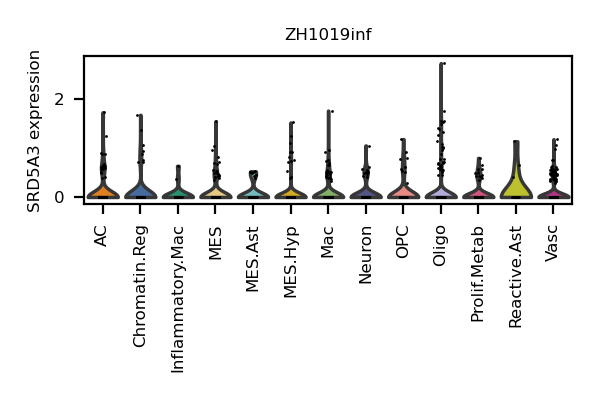 ZH1019inf
SRD5A3 expression
2
0
AC
Chromatin.Reg
Inflammatory.Mac
MES
MES.Ast
MES.Hyp
Mac
Neuron
OPC
Oligo
Prolif.Metab
Reactive.Ast
Vasc